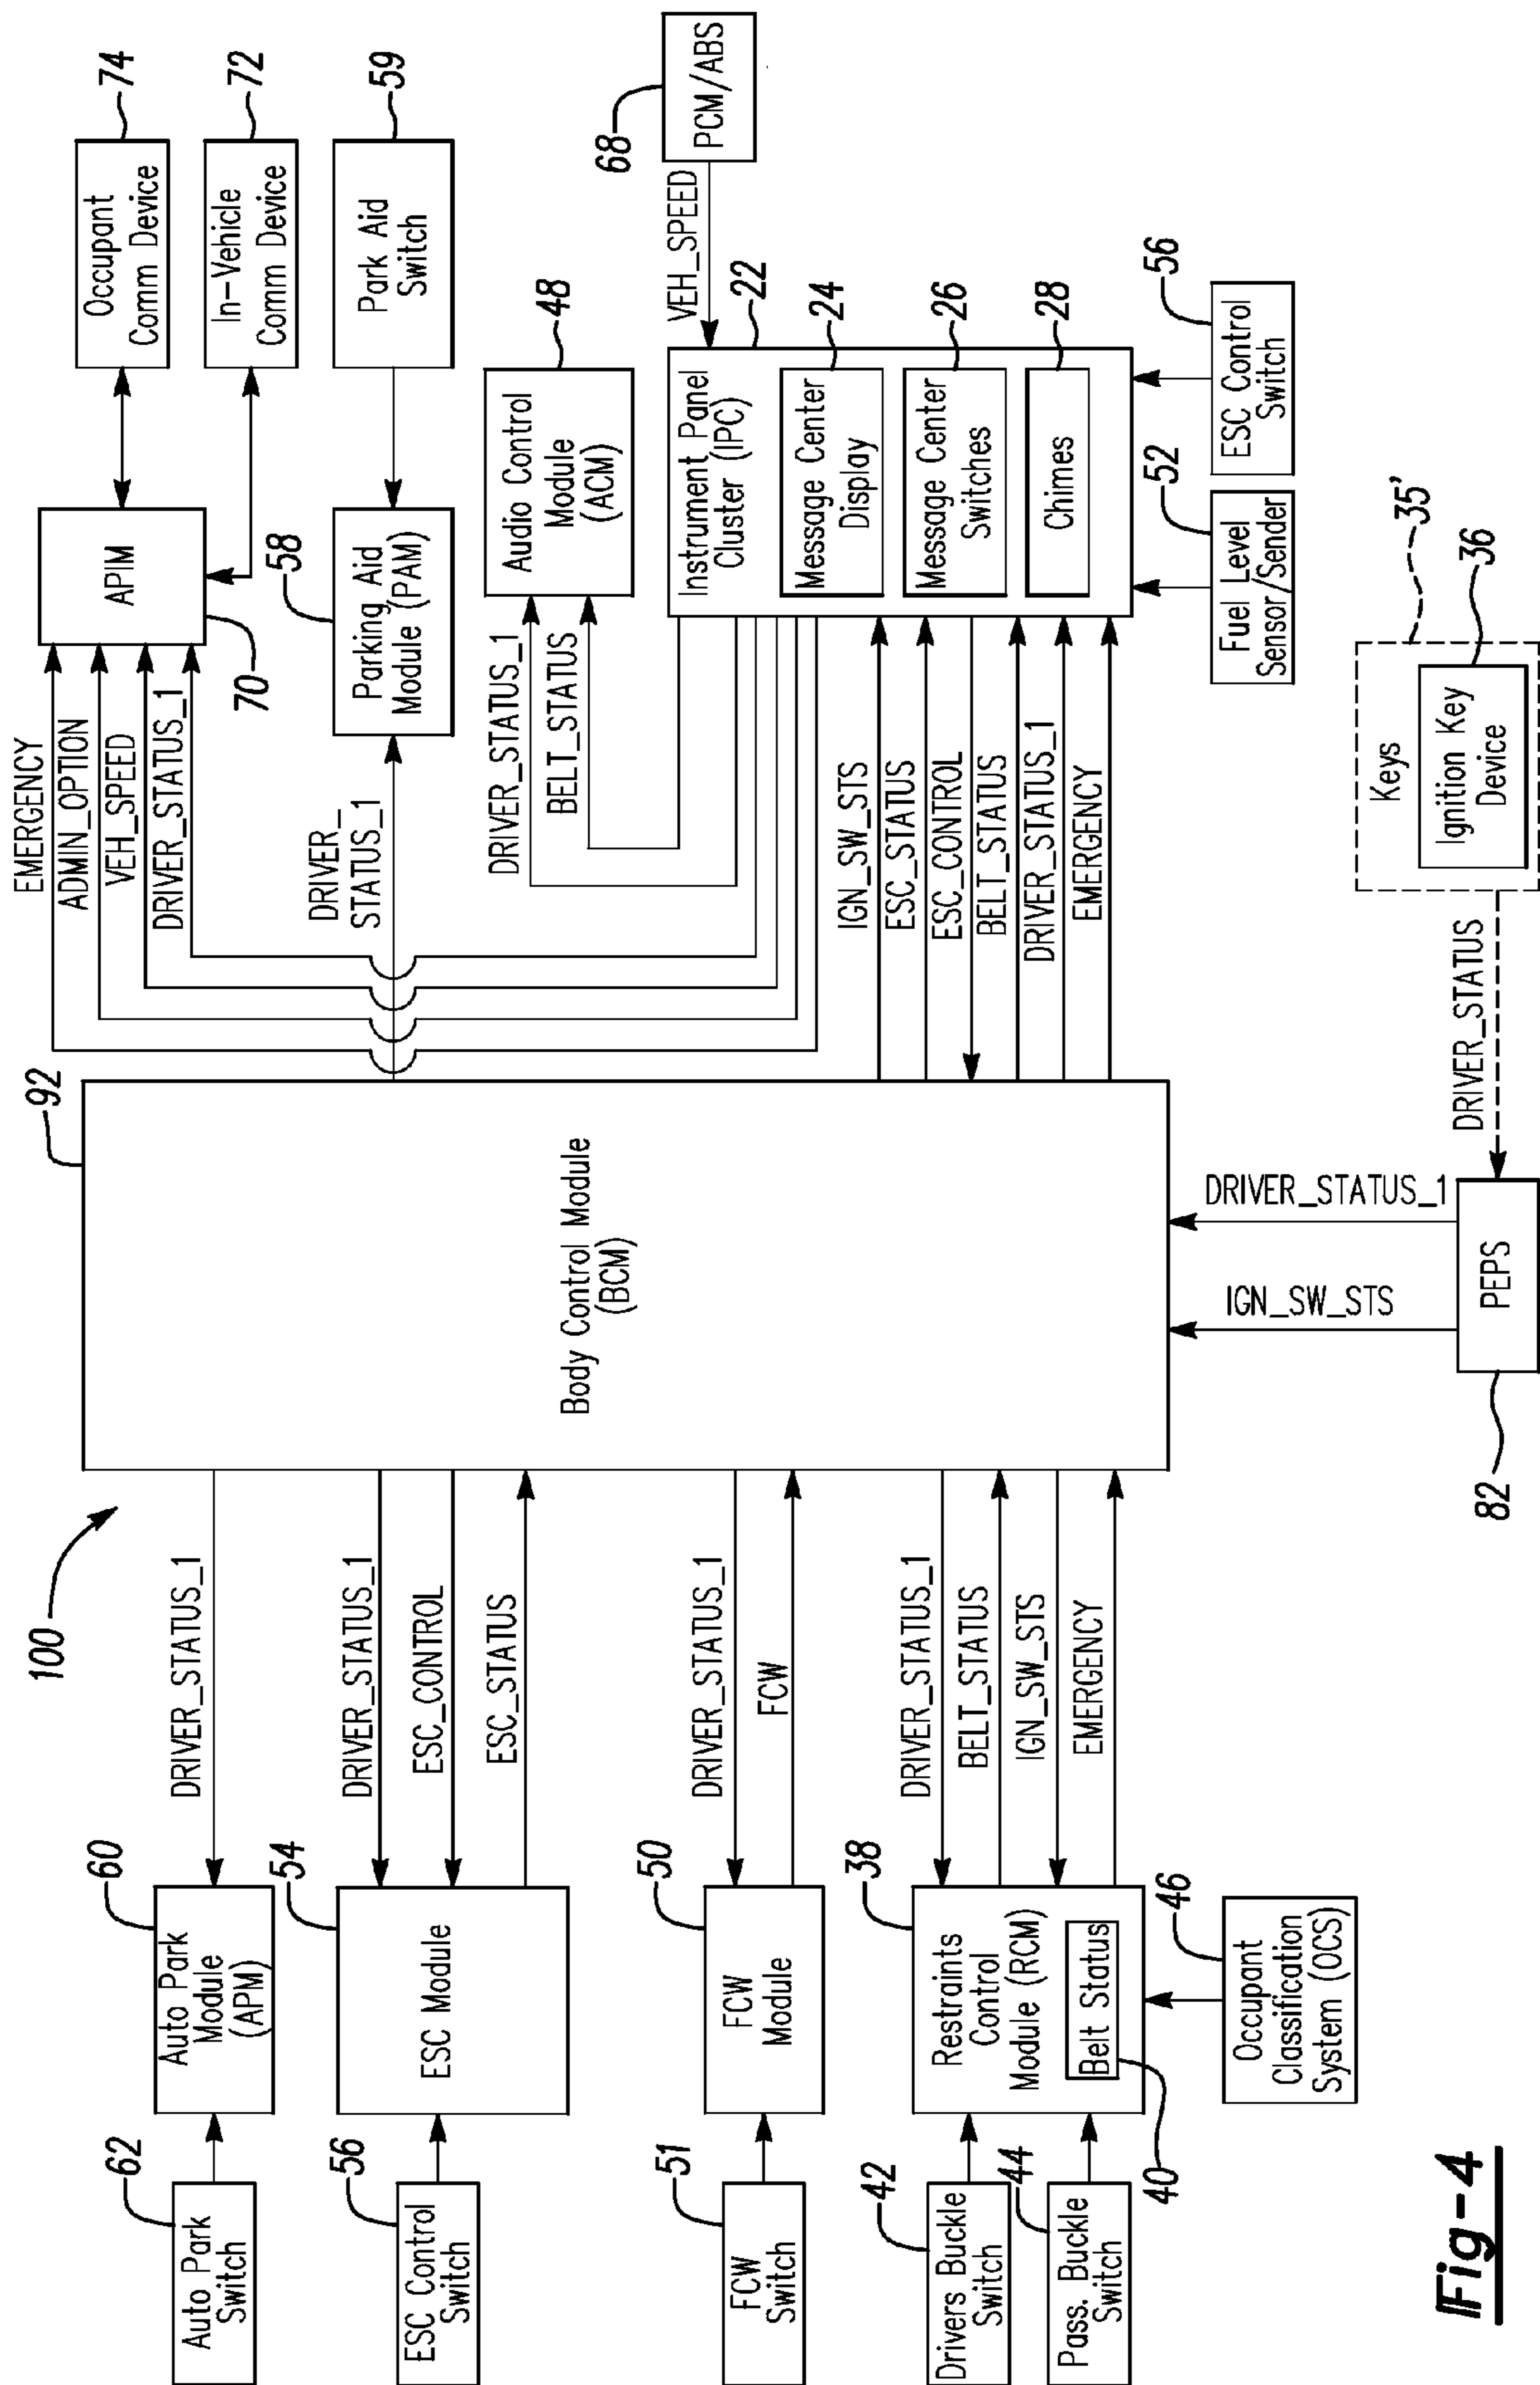 100
62
Auto Park
Switch
60
Auto Park
Module
(APM)
DRIVER_STATUS_1
56
ESC Control
Switch
54
ESC Module
DRIVER_STATUS_1
ESC_CONTROL
ESC_STATUS
51
FCW
Switch
50
FCW
Module
DRIVER_STATUS_1
FCW
42
Drivers Buckle
Switch
44
Pass. Buckle
Switch
38
Restraints
Control
Module (RCM)
Belt Status
40
46
Occupant
Classification
System (OCS)
DRIVER_STATUS_1
BELT_STATUS
IGN_SW_STS
EMERGENCY
92
Body Control Module
(BCM)
EMERGENCY
ADMIN_OPTION
VEH_SPEED
DRIVER_STATUS_1
APIM
70
Occupant
Comm Device
74
In-Vehicle
Comm Device
72
DRIVER_
STATUS_1
58
Parking Aid
Module (PAM)
Park Aid
Switch
59
DRIVER_STATUS_1
BELT_STATUS
Audio Control
Module
(ACM)
48
68
PCM/ABS
VEH_SPEED
Instrument Panel
Cluster (IPC)
22
Message Center
Display
24
Message Center
Switches
26
Chimes
28
IGN_SW_STS
ESC_STATUS
ESC_CONTROL
BELT_STATUS
DRIVER_STATUS_1
EMERGENCY
Fuel Level
Sensor/Sender
52
ESC Control
Switch
56
Keys
35'
Ignition Key
Device
36
DRIVER_STATUS
IGN_SW_STS
DRIVER_STATUS_1
PEPS
82
Fig-4